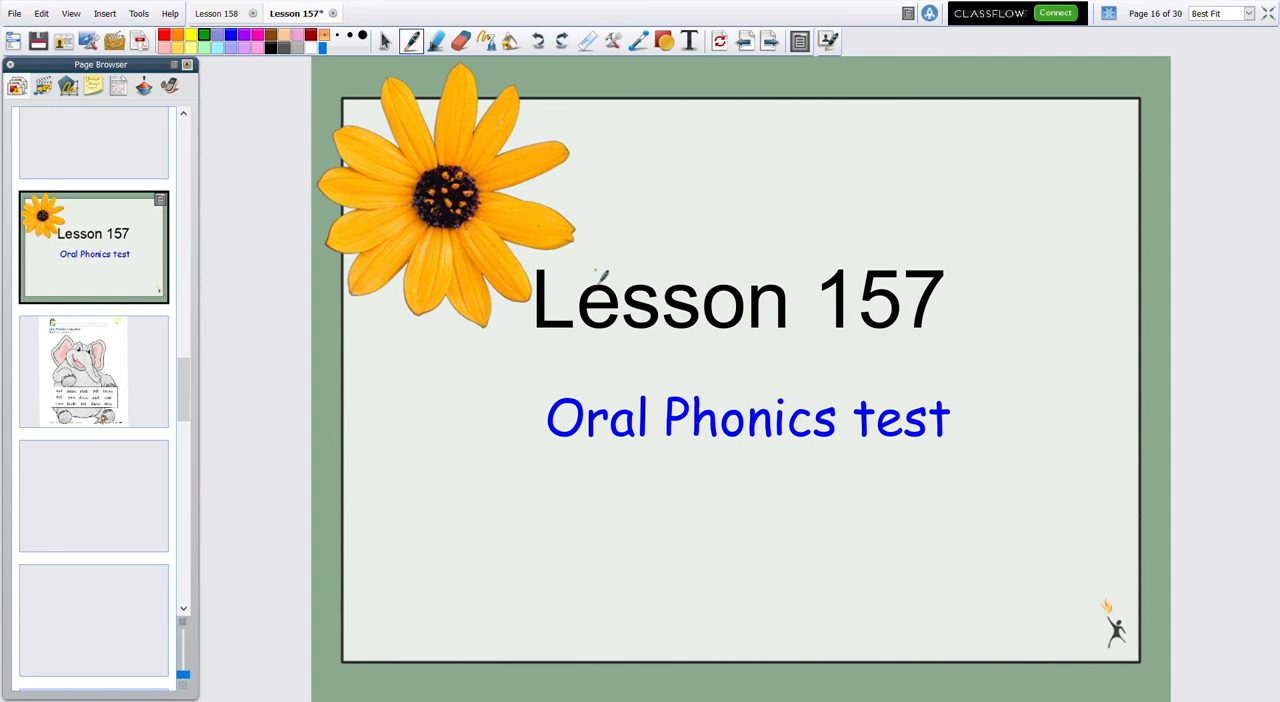 File Edit View Insert Tools Help
Lesson 158
Lesson 157*
CLASSFLOW Connect
Page 16 of 30
Best Fit
Page Browser
Lesson 157
Oral Phonics test
Lesson 157
Oral Phonics test